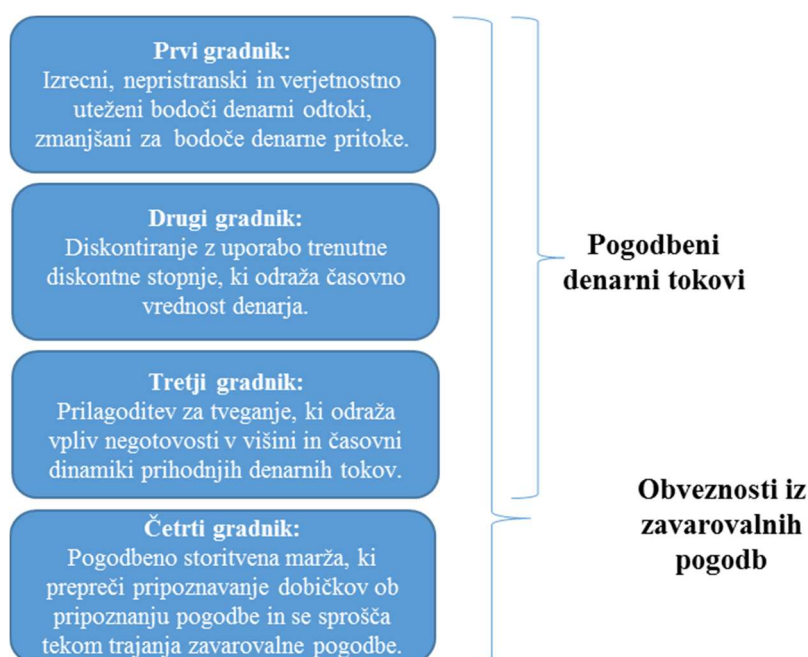 Prvi gradnik:
Izrecni, nepristranski in verjetnostno
uteženi bodoči denarni odtoki,
zmanjšani za bodoče denarne pritoke.
Drugi gradnik:
Diskontiranje z uporabo trenutne
diskontne stopnje, ki odraža časovno
vrednost denarja.
Tretji gradnik:
Prilagoditev za tveganje, ki odraža
vpliv negotovosti v višini in časovni
dinamiki prihodnjih denarnih tokov.
Četrti gradnik:
Pogodbeno storitvena marža, ki
prepreči pripoznavanje dobičkov ob
pripoznanju pogodbe in se sprošča
tekom trajanja zavarovalne pogodbe.
Pogodbeni
denarni tokovi
Obveznosti iz
zavarovalnih
pogodb